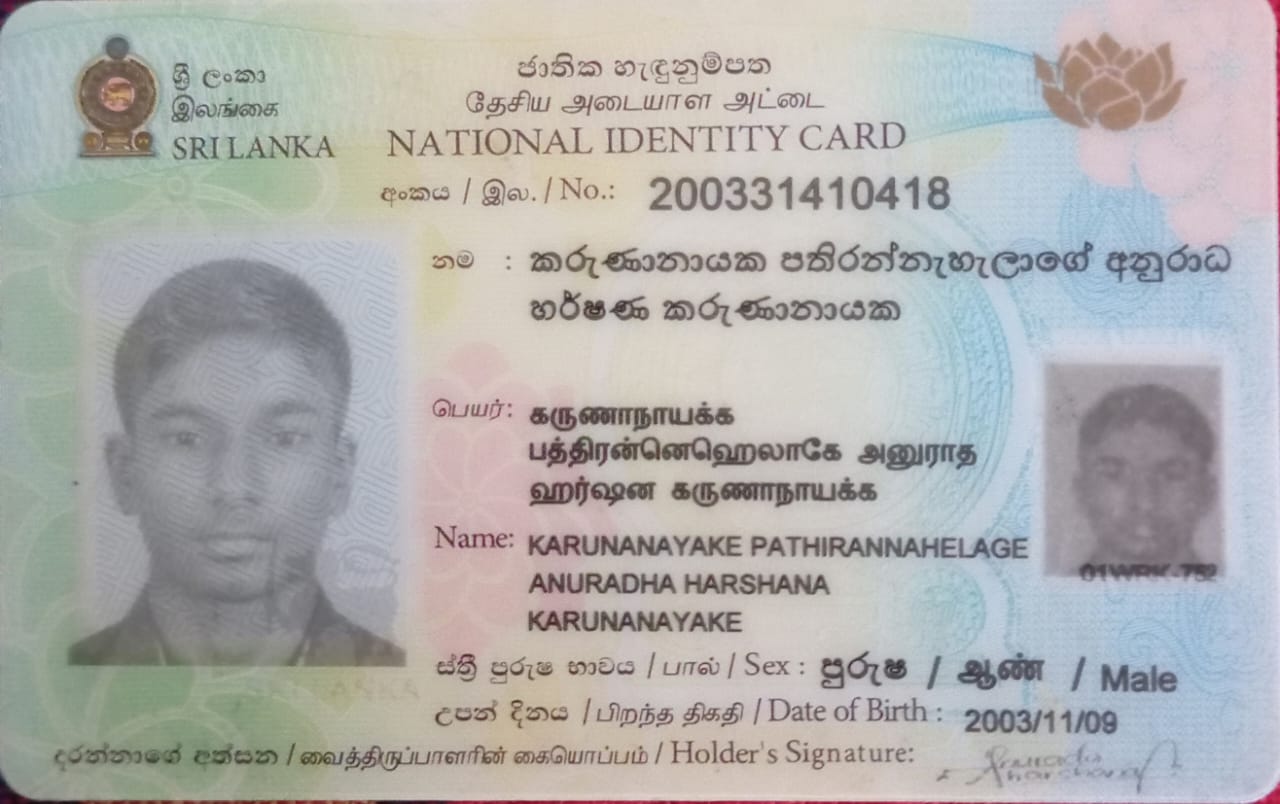 ශ්‍රී ලංකා
இலங்கை
SRI LANKA
ජාතික හැඳුනුම්පත
தேசிய அடையாள அட்டை
NATIONAL IDENTITY CARD
අංකය / இல. / No.: 200331410418
නම : කරුණානායක පතිරන්නැහැලාගේ අනුරාධ
හර්ෂණ කරුණානායක
பெயர்: கருணாநாயக்க
பத்திரன்னெஹெலாகே அனுராத
ஹர்ஷன கருணாநாயக்க
Name: KARUNANAYAKE PATHIRANNAHELAGE
ANURADHA HARSHANA
KARUNANAYAKE
01WRK-752
ස්ත්‍රී පුරුෂ භාවය / பால் / Sex : පුරුෂ / ஆண் / Male
උපන් දිනය / பிறந்த திகதி / Date of Birth : 2003/11/09
දරන්නාගේ අත්සන / வைத்திருப்பாளரின் கையொப்பம் / Holder's Signature: